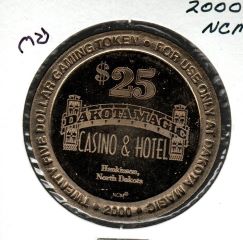 2000
NCM
TWENTY FIVE DOLLAR GAMING TOKEN • FOR USE ONLY AT DAKOTA MAGIC
$25
DAKOTA MAGIC
CASINO & HOTEL
Hankinson,
North Dakota
NCM
• 2000 •